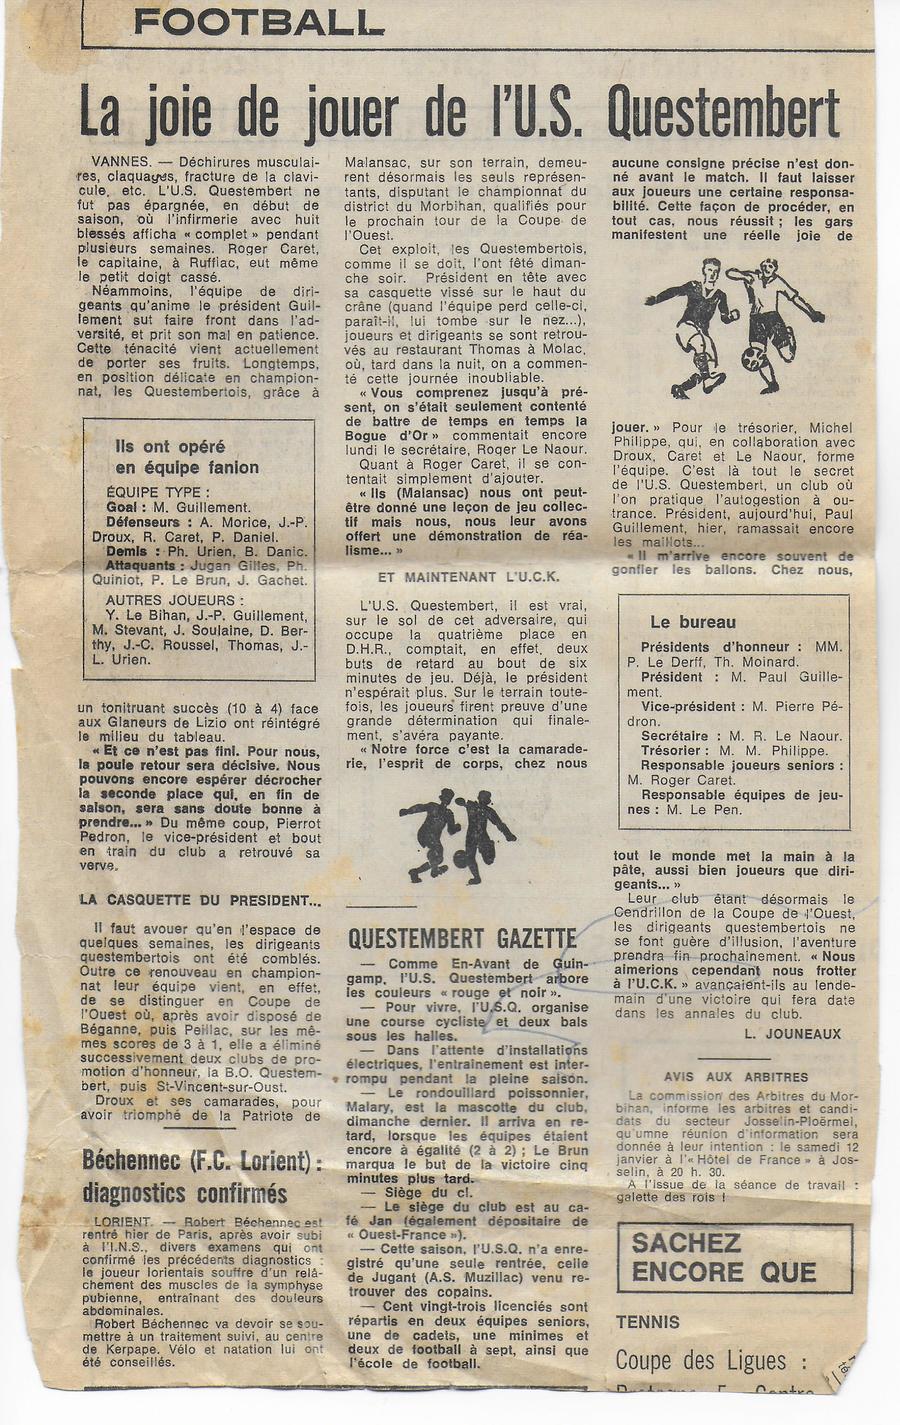 FOOTBALL
La joie de jouer de l'U.S. Questembert
VANNES. — Déchirures musculai-
res, claquages, fracture de la clavi-
cule, etc. L'U.S. Questembert ne
fut pas épargnée, en début de
saison, où l'infirmerie avec huit
blessés afficha « complet » pendant
plusieurs semaines. Roger Caret,
le capitaine, à Ruffiac, eut même
le petit doigt cassé.
Néammoins, l'équipe de diri-
geants qu'anime le président Guil-
lement sut faire front dans l'ad-
versité, et prit son mal en patience.
Cette ténacité vient actuellement
de porter ses fruits. Longtemps,
en position délicate en champion-
nat, les Questembertois, grâce à
Ils ont opéré
en équipe fanion
ÉQUIPE TYPE :
Goal : M. Guillement.
Défenseurs : A. Morice, J.-P.
Droux, R. Caret, P. Daniel.
Demis : Ph. Urien, B. Danic.
Attaquants : Jugan Gilles, Ph.
Quiniot, P. Le Brun, J. Gachet.
AUTRES JOUEURS :
Y. Le Bihan, J.-P. Guillement,
M. Stevant, J. Soulaine, D. Ber-
thy, J.-C. Roussel, Thomas, J.-
L. Urien.
un tonitruant succès (10 à 4) face
aux Glaneurs de Lizio ont réintégré
le milieu du tableau.
« Et ce n'est pas fini. Pour nous,
la poule retour sera décisive. Nous
pouvons encore espérer décrocher
la seconde place qui, en fin de
saison, sera sans doute bonne à
prendre... » Du même coup, Pierrot
Pedron, le vice-président et bout
en train du club a retrouvé sa
verve.
LA CASQUETTE DU PRESIDENT...
Il faut avouer qu'en l'espace de
quelques semaines, les dirigeants
questembertois ont été comblés.
Outre ce renouveau en champion-
nat leur équipe vient, en effet,
de se distinguer en Coupe de
l'Ouest où, après avoir disposé de
Béganne, puis Peillac, sur les mê-
mes scores de 3 à 1, elle a éliminé
successivement deux clubs de pro-
motion d'honneur, la B.O. Questem-
bert, puis St-Vincent-sur-Oust.
Droux et ses camarades, pour
avoir triomphé de la Patriote de
Béchennec (F.C. Lorient) :
diagnostics confirmés
LORIENT. — Robert Béchennec est
rentré hier de Paris, après avoir subi
à l'I.N.S., divers examens qui ont
confirmé les précédents diagnostics :
le joueur lorientais souffre d'un relâ-
chement des muscles de la symphyse
pubienne, entraînant des douleurs
abdominales.
Robert Béchennec va devoir se sou-
mettre à un traitement suivi, au centre
de Kerpape. Vélo et natation lui ont
été conseillés.
Malansac, sur son terrain, demeu-
rent désormais les seuls représen-
tants, disputant le championnat du
district du Morbihan, qualifiés pour
le prochain tour de la Coupe de
l'Ouest.
Cet exploit, les Questembertois,
comme il se doit, l'ont fêté diman-
che soir. Président en tête avec
sa casquette vissé sur le haut du
crâne (quand l'équipe perd celle-ci,
paraît-il, lui tombe sur le nez...),
joueurs et dirigeants se sont retrou-
vés au restaurant Thomas à Molac,
où, tard dans la nuit, on a commen-
té cette journée inoubliable.
« Vous comprenez jusqu'à pré-
sent, on s'était seulement contenté
de battre de temps en temps la
Bogue d'Or » commentait encore
lundi le secrétaire, Roger Le Naour.
Quant à Roger Caret, il se con-
tentait simplement d'ajouter.
« Ils (Malansac) nous ont peut-
être donné une leçon de jeu collec-
tif mais nous, nous leur avons
offert une démonstration de réa-
lisme... »
ET MAINTENANT L'U.C.K.
L'U.S. Questembert, il est vrai,
sur le sol de cet adversaire, qui
occupe la quatrième place en
D.H.R., comptait, en effet, deux
buts de retard au bout de six
minutes de jeu. Déjà, le président
n'espérait plus. Sur le terrain toute-
fois, les joueurs firent preuve d'une
grande détermination qui finale-
ment, s'avéra payante.
« Notre force c'est la camarade-
rie, l'esprit de corps, chez nous
QUESTEMBERT GAZETTE
— Comme En-Avant de Guin-
gamp, l'U.S. Questembert arbore
les couleurs « rouge et noir ».
— Pour vivre, l'U.S.Q. organise
une course cycliste et deux bals
sous les halles.
— Dans l'attente d'installations
électriques, l'entraînement est inter-
rompu pendant la pleine saison.
— Le rondouillard poissonnier,
Malary, est la mascotte du club,
dimanche dernier. Il arriva en re-
tard, lorsque les équipes étaient
encore à égalité (2 à 2) ; Le Brun
marqua le but de la victoire cinq
minutes plus tard.
— Siège du cl.
— Le siège du club est au ca-
fé Jan (également dépositaire de
« Ouest-France »).
— Cette saison, l'U.S.Q. n'a enre-
gistré qu'une seule rentrée, celle
de Jugant (A.S. Muzillac) venu re-
trouver des copains.
— Cent vingt-trois licenciés sont
répartis en deux équipes seniors,
une de cadets, une minimes et
deux de football à sept, ainsi que
l'école de football.
aucune consigne précise n'est don-
né avant le match. Il faut laisser
aux joueurs une certaine responsa-
bilité. Cette façon de procéder, en
tout cas, nous réussit ; les gars
manifestent une réelle joie de
jouer. » Pour le trésorier, Michel
Philippe, qui, en collaboration avec
Droux, Caret et Le Naour, forme
l'équipe. C'est là tout le secret
de l'U.S. Questembert, un club où
l'on pratique l'autogestion à ou-
trance. Président, aujourd'hui, Paul
Guillement, hier, ramassait encore
les maillots...
« Il m'arrive encore souvent de
gonfler les ballons. Chez nous,
Le bureau
Présidents d'honneur : MM.
P. Le Derff, Th. Moinard.
Président : M. Paul Guille-
ment.
Vice-président : M. Pierre Pé-
dron.
Secrétaire : M. R. Le Naour.
Trésorier : M. M. Philippe.
Responsable joueurs seniors :
M. Roger Caret.
Responsable équipes de jeu-
nes : M. Le Pen.
tout le monde met la main à la
pâte, aussi bien joueurs que diri-
geants... »
Leur club étant désormais le
Cendrillon de la Coupe de l'Ouest,
les dirigeants questembertois ne
se font guère d'illusion, l'aventure
prendra fin prochainement. « Nous
aimerions cependant nous frotter
à l'U.C.K. » avançaient-ils au lende-
main d'une victoire qui fera date
dans les annales du club.
L. JOUNEAUX
AVIS AUX ARBITRES
La commission des Arbitres du Mor-
bihan, informe les arbitres et candi-
dats du secteur Josselin-Ploërmel,
qu'umne réunion d'information sera
donnée à leur intention : le samedi 12
janvier à l'« Hôtel de France » à Jos-
selin, à 20 h. 30.
A l'issue de la séance de travail :
galette des rois !
SACHEZ
ENCORE QUE
TENNIS
Coupe des Ligues :